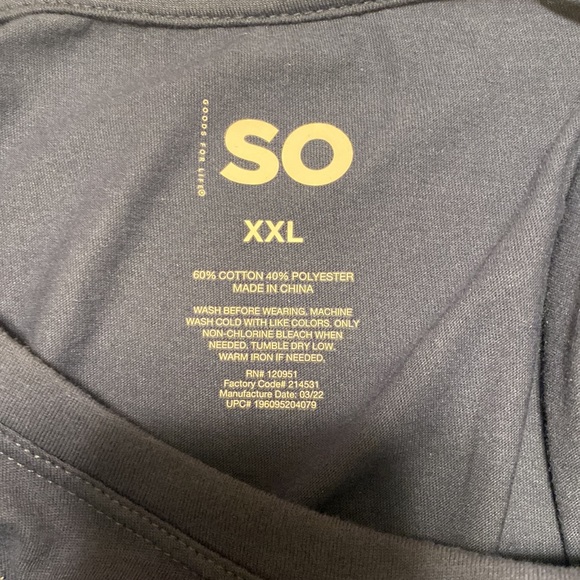 GOODS FOR LIFE®
SO
XXL
60% COTTON 40% POLYESTER
MADE IN CHINA
WASH BEFORE WEARING. MACHINE
WASH COLD WITH LIKE COLORS. ONLY
NON-CHLORINE BLEACH WHEN
NEEDED. TUMBLE DRY LOW.
WARM IRON IF NEEDED.
RN# 120951
Factory Code# 214531
Manufacture Date: 03/22
UPC# 196095204079